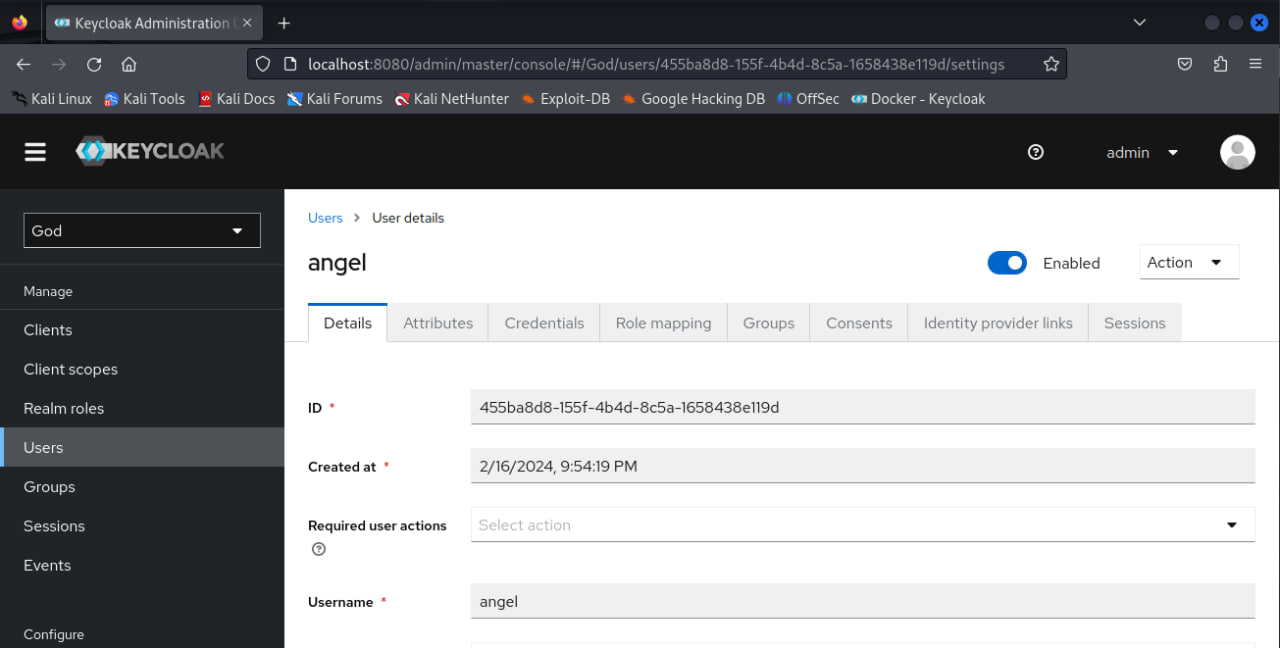 Keycloak Administration U
localhost:8080/admin/master/console/#/God/users/455ba8d8-155f-4b4d-8c5a-1658438e119d/settings
Kali Linux Kali Tools Kali Docs Kali Forums Kali NetHunter Exploit-DB Google Hacking DB OffSec Docker - Keycloak
KEYCLOAK
admin
God
Users > User details
angel
Enabled
Action
Manage
Clients
Client scopes
Realm roles
Users
Groups
Sessions
Events
Configure
Details Attributes Credentials Role mapping Groups Consents Identity provider links Sessions
ID * 455ba8d8-155f-4b4d-8c5a-1658438e119d
Created at * 2/16/2024, 9:54:19 PM
Required user actions Select action
Username * angel